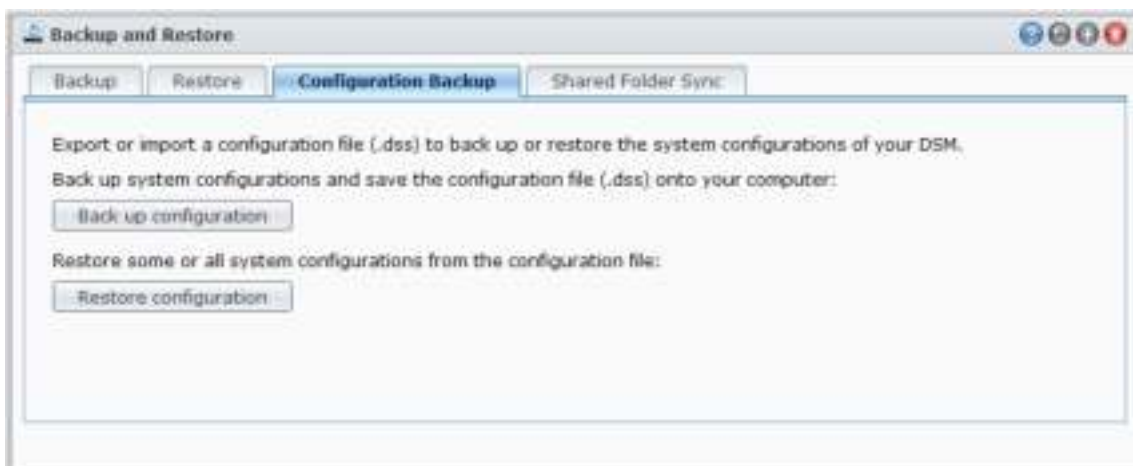 Backup and Restore
Backup Restore Configuration Backup Shared Folder Sync
Export or import a configuration file (.dss) to back up or restore the system configurations of your DSM.
Back up system configurations and save the configuration file (.dss) onto your computer:
Back up configuration
Restore some or all system configurations from the configuration file:
Restore configuration